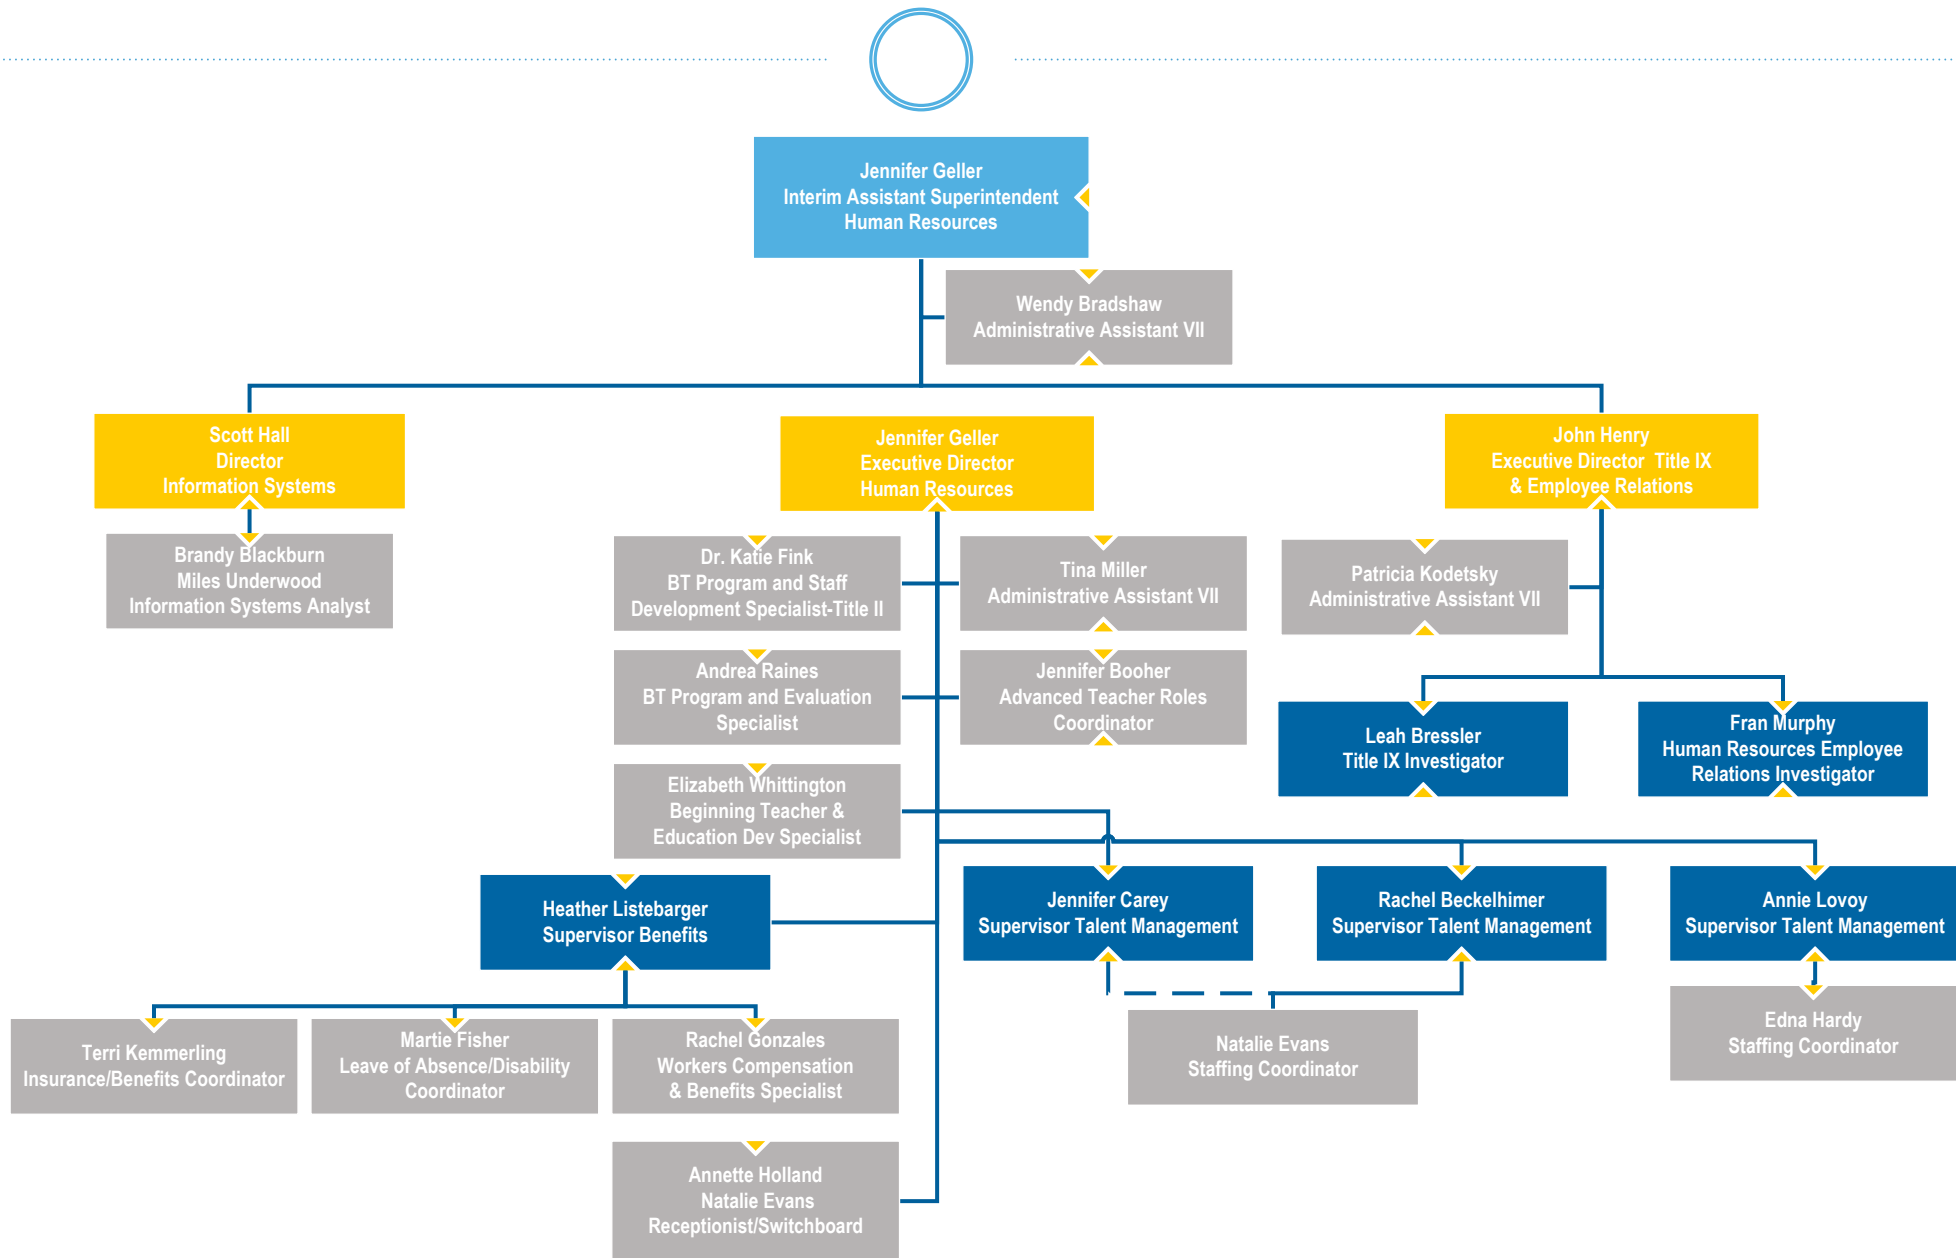 Jennifer Geller
Interim Assistant Superintendent
Human Resources
Wendy Bradshaw
Administrative Assistant VII
Scott Hall
Director
Information Systems
Jennifer Geller
Executive Director
Human Resources
John Henry
Executive Director  Title IX
& Employee Relations
Brandy Blackburn
Miles Underwood
Information Systems Analyst
Dr. Katie Fink
BT Program and Staff
Development Specialist-Title II
Tina Miller
Administrative Assistant VII
Patricia Kodetsky
Administrative Assistant VII
Andrea Raines
BT Program and Evaluation
Specialist
Jennifer Booher
Advanced Teacher Roles
Coordinator
Leah Bressler
Title IX Investigator
Fran Murphy
Human Resources Employee
Relations Investigator
Elizabeth Whittington
Beginning Teacher &
Education Dev Specialist
Heather Listebarger
Supervisor Benefits
Jennifer Carey
Supervisor Talent Management
Rachel Beckelhimer
Supervisor Talent Management
Annie Lovoy
Supervisor Talent Management
Terri Kemmerling
Insurance/Benefits Coordinator
Martie Fisher
Leave of Absence/Disability
Coordinator
Rachel Gonzales
Workers Compensation
& Benefits Specialist
Natalie Evans
Staffing Coordinator
Edna Hardy
Staffing Coordinator
Annette Holland
Natalie Evans
Receptionist/Switchboard